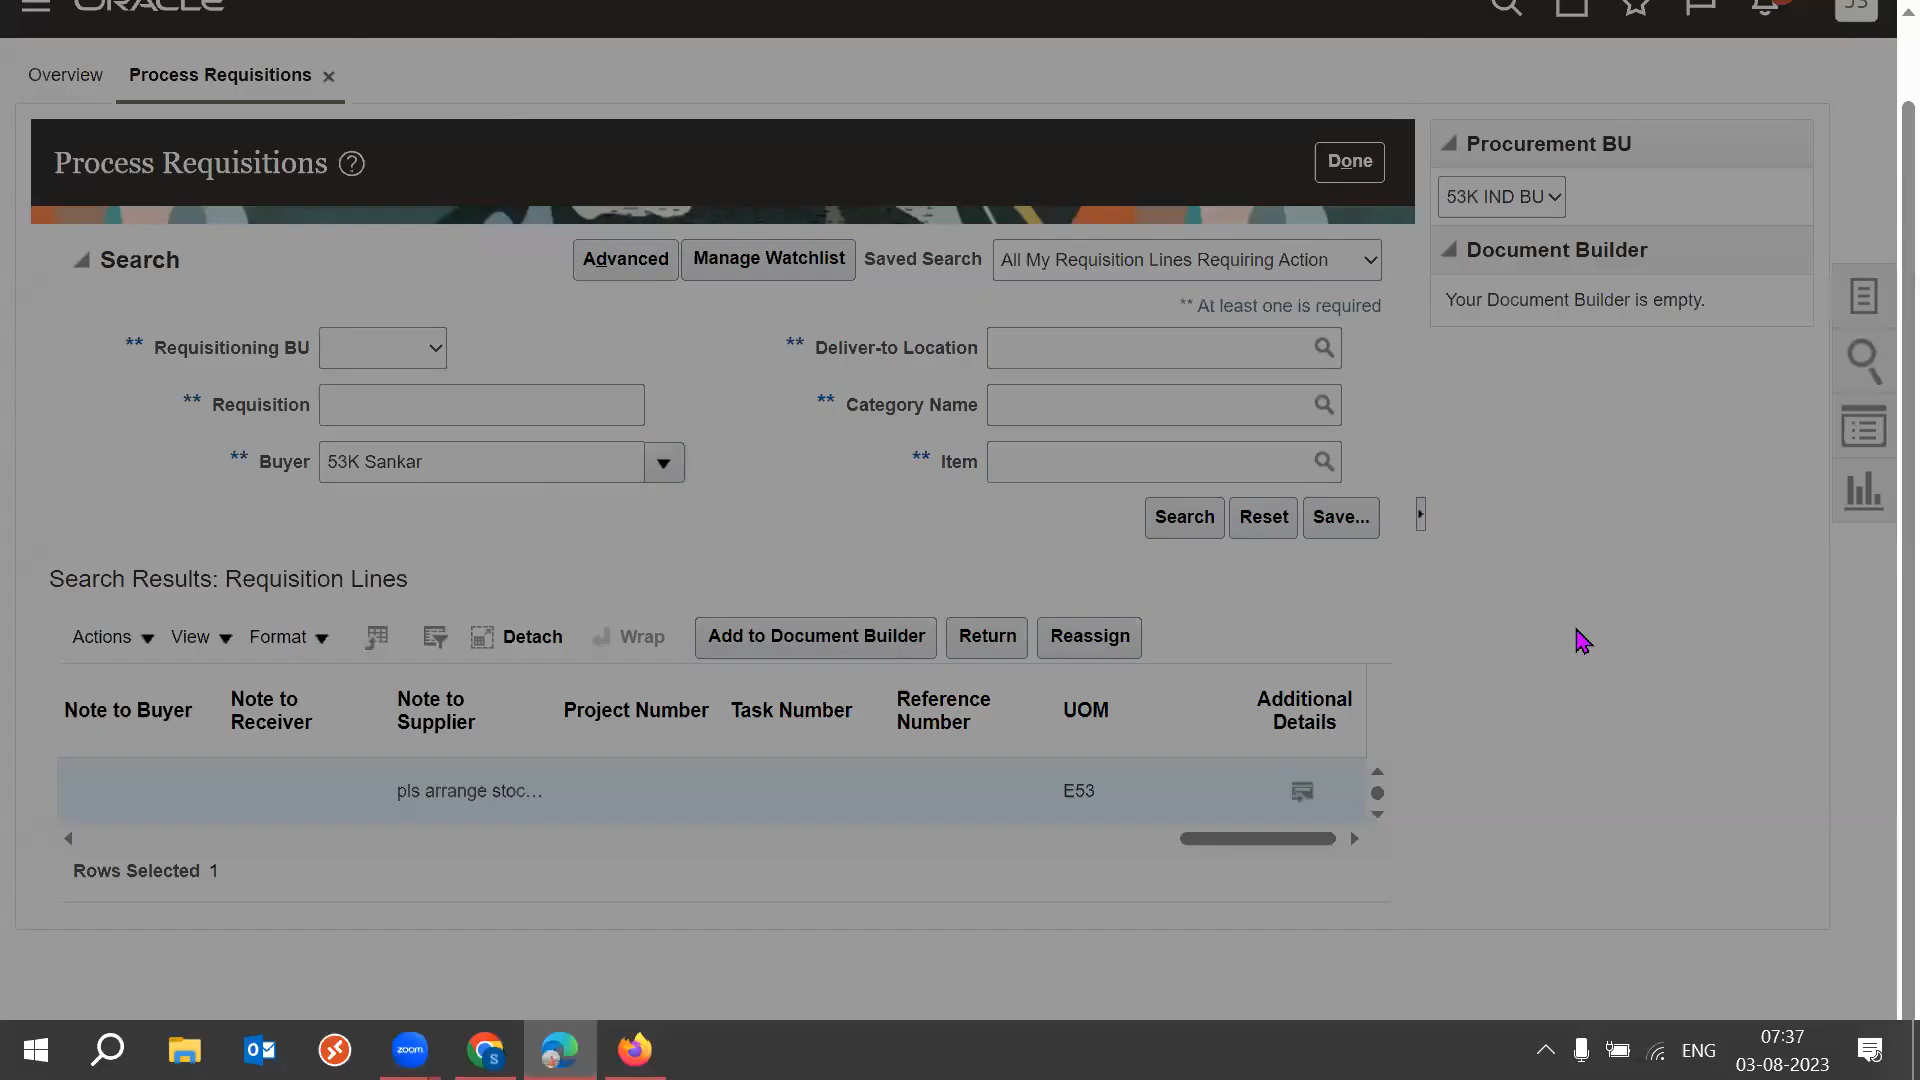 ORACLE
JS
Overview
Process Requisitions
Process Requisitions
Done
Procurement BU
53K IND BU
Document Builder
Your Document Builder is empty.
Search
Advanced
Manage Watchlist
Saved Search
All My Requisition Lines Requiring Action
** At least one is required
** Requisitioning BU
** Deliver-to Location
** Requisition
** Category Name
** Buyer
53K Sankar
** Item
Search
Reset
Save...
Search Results: Requisition Lines
Actions
View
Format
Detach
Wrap
Add to Document Builder
Return
Reassign
Note to Buyer
Note to
Receiver
Note to
Supplier
Project Number
Task Number
Reference
Number
UOM
Additional
Details
pls arrange stoc...
E53
Rows Selected 1
zoom
S
ENG
07:37
03-08-2023